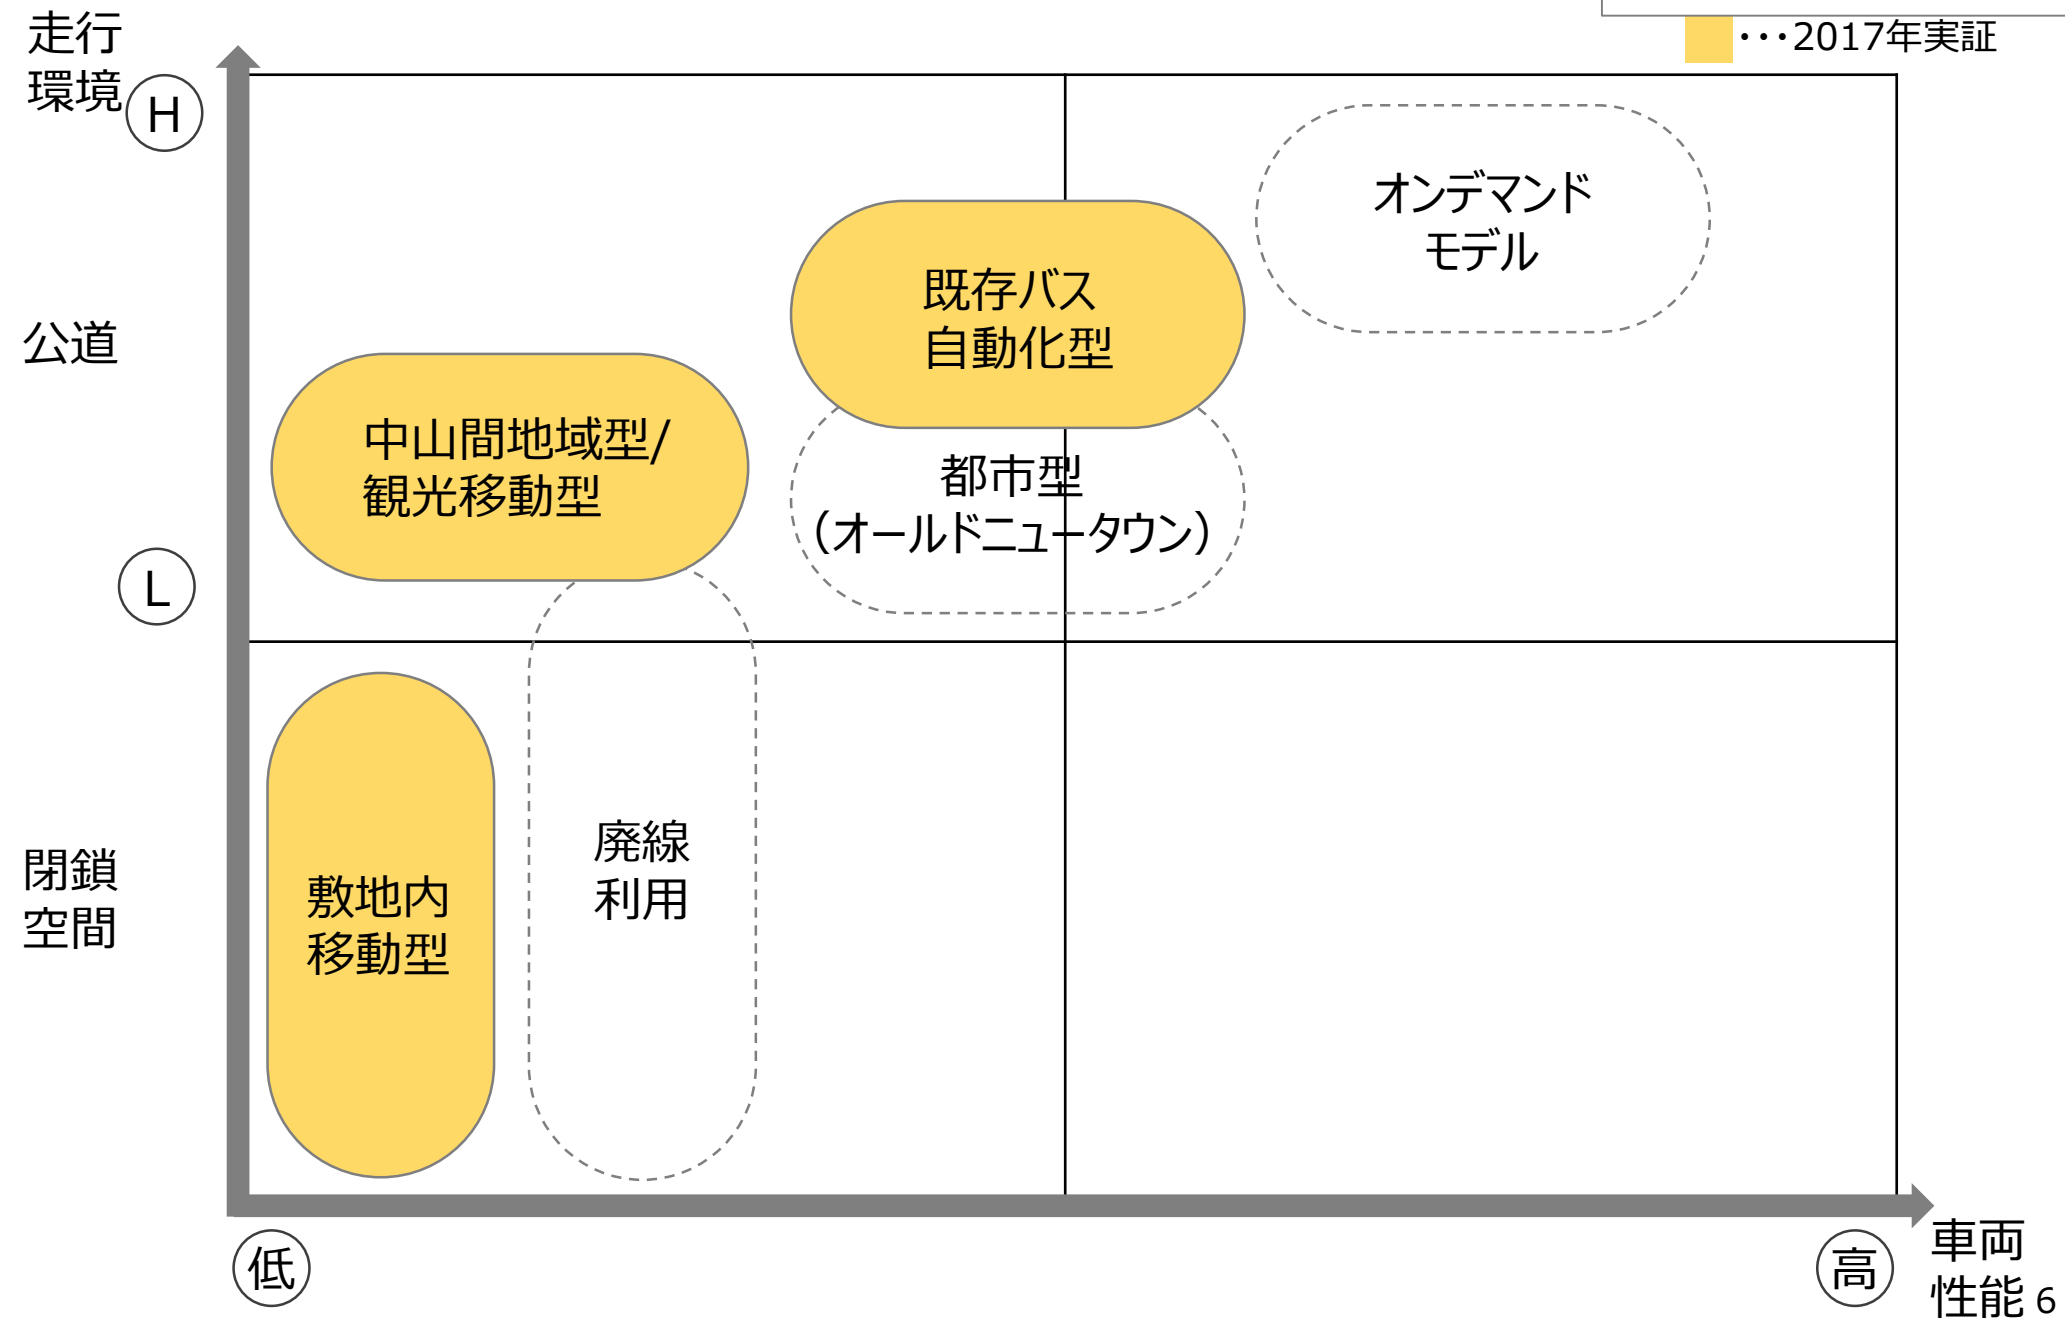 走行
環境
・・・2017年実証
H
オンデマンド
モデル
既存バス
自動化型
公道
中山間地域型/
観光移動型
都市型
（オールドニュータウン）
L
廃線
利用
敷地内
移動型
閉鎖
空間
低
高
車両
性能
6